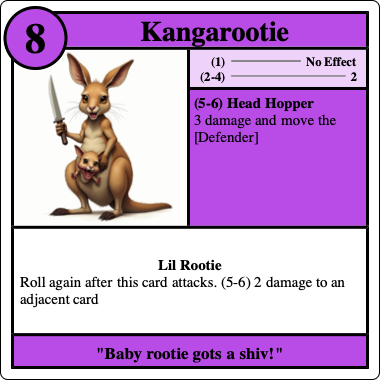 8
Kangarootie
(1) No Effect
(2-4) 2
(5-6) Head Hopper
3 damage and move the
[Defender]
Lil Rootie
Roll again after this card attacks. (5-6) 2 damage to an
adjacent card
"Baby rootie gots a shiv!"